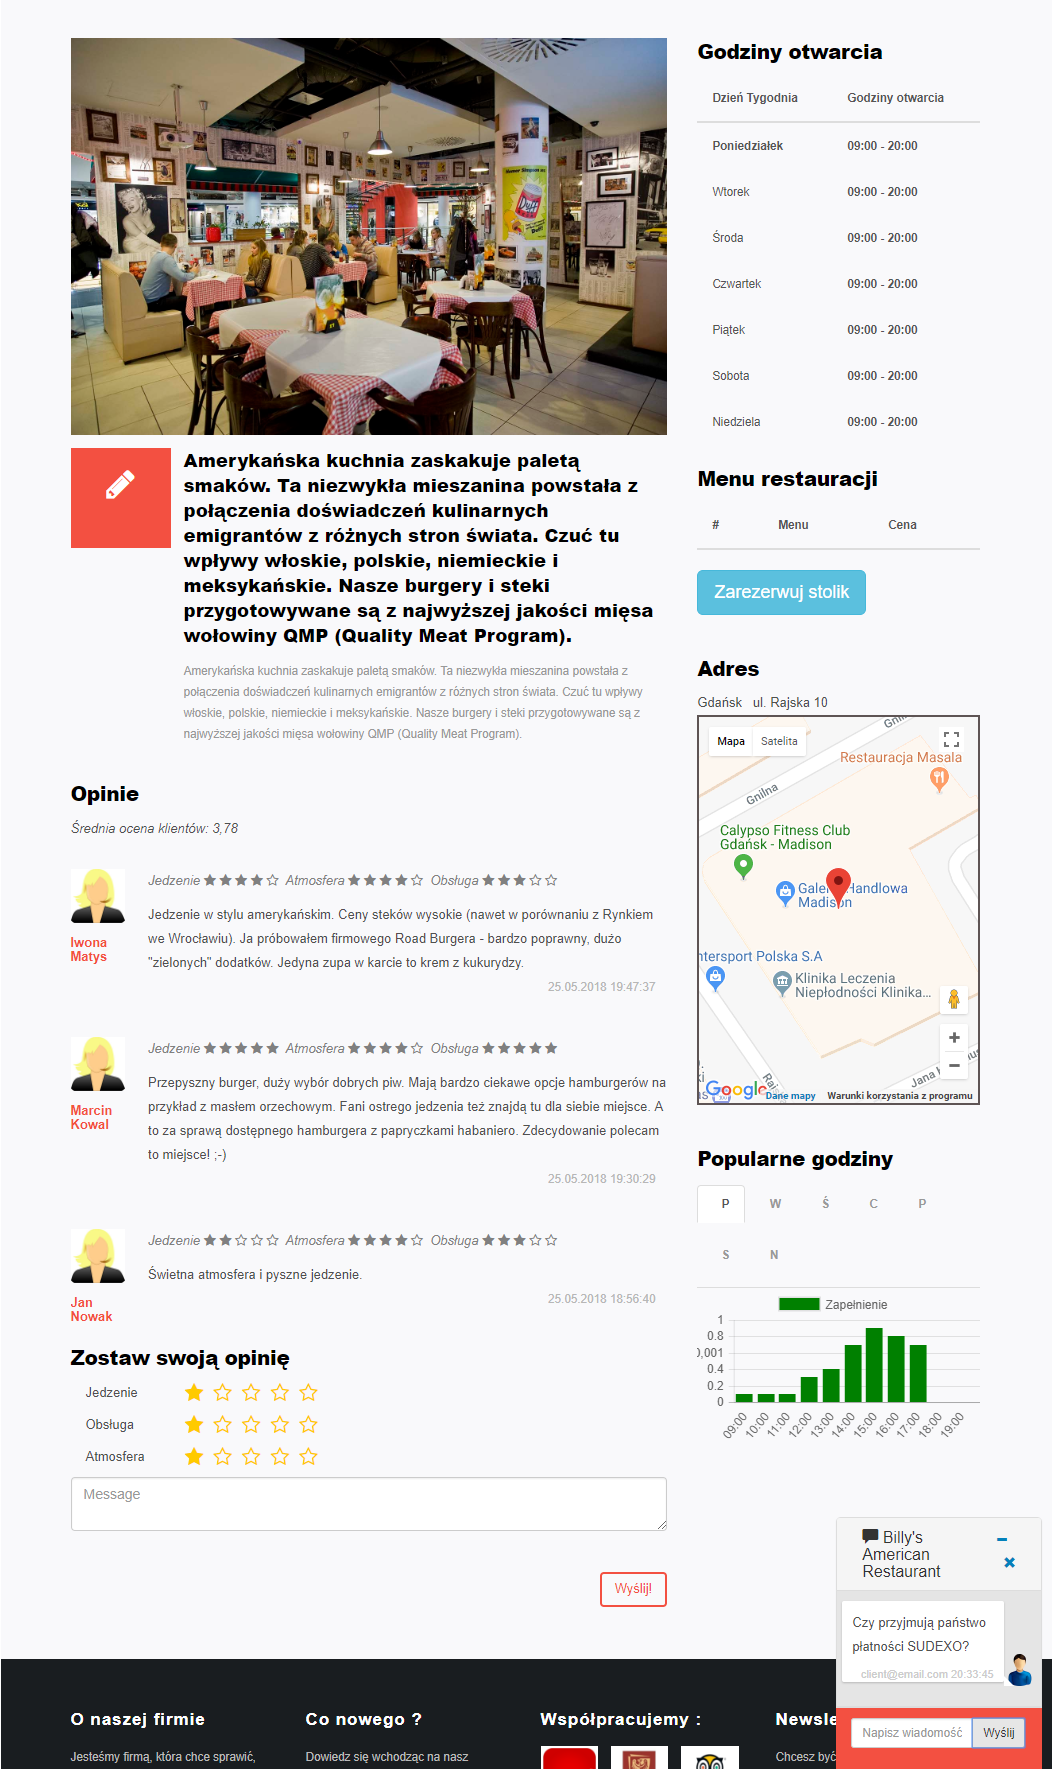 Godziny otwarcia
Dzień Tygodnia Godziny otwarcia
Poniedziałek 09:00 - 20:00
Wtorek 09:00 - 20:00
Środa 09:00 - 20:00
Czwartek 09:00 - 20:00
Piątek 09:00 - 20:00
Sobota 09:00 - 20:00
Niedziela 09:00 - 20:00
Duff
Amerykańska kuchnia zaskakuje paletą
smaków. Ta niezwykła mieszanina powstała z
połączenia doświadczeń kulinarnych
emigrantów z różnych stron świata. Czuć tu
wpływy włoskie, polskie, niemieckie i
meksykańskie. Nasze burgery i steki
przygotowywane są z najwyższej jakości mięsa
wołowiny QMP (Quality Meat Program).
Amerykańska kuchnia zaskakuje paletą smaków. Ta niezwykła mieszanina powstała z
połączenia doświadczeń kulinarnych emigrantów z różnych stron świata. Czuć tu wpływy
włoskie, polskie, niemieckie i meksykańskie. Nasze burgery i steki przygotowywane są z
najwyższej jakości mięsa wołowiny QMP (Quality Meat Program).
Menu restauracji
# Menu Cena
Zarezerwuj stolik
Adres
Gdańsk ul. Rajska 10
Mapa Satelita
Gnilna
Restauracja Masala
Gnilna
Calypso Fitness Club
Gdańsk - Madison
Galeria Handlowa
Madison
ntersport Polska S.A
Klinika Leczenia
Niepłodności Klinika...
Jana
Google
Dane mapy Warunki korzystania z programu
Opinie
Średnia ocena klientów: 3,78
Jedzenie Atmosfera Obsługa
Iwona
Matys
Jedzenie w stylu amerykańskim. Ceny steków wysokie (nawet w porównaniu z Rynkiem
we Wrocławiu). Ja próbowałem firmowego Road Burgera - bardzo poprawny, dużo
"zielonych" dodatków. Jedyna zupa w karcie to krem z kukurydzy.
25.05.2018 19:47:37
Jedzenie Atmosfera Obsługa
Marcin
Kowal
Przepyszny burger, duży wybór dobrych piw. Mają bardzo ciekawe opcje hamburgerów na
przykład z masłem orzechowym. Fani ostrego jedzenia też znajdą tu dla siebie miejsce. A
to za sprawą dostępnego hamburgera z papryczkami habaniero. Zdecydowanie polecam
to miejsce! ;-)
25.05.2018 19:30:29
Jedzenie Atmosfera Obsługa
Jan
Nowak
Świetna atmosfera i pyszne jedzenie.
25.05.2018 18:56:40
Popularne godziny
P W Ś C P
S N
Zapełnienie
1
0.8
0,001
0.4
0.2
0
09:00 10:00 11:00 12:00 13:00 14:00 15:00 16:00 17:00 18:00 19:00
Zostaw swoją opinię
Jedzenie
Obsługa
Atmosfera
Message
Wyślij!
Billy's
American
Restaurant
Czy przyjmują państwo
płatności SUDEXO?
client@email.com 20:33:45
Napisz wiadomość Wyślij
O naszej firmie Co nowego ? Współpracujemy : Newsle
Jesteśmy firmą, która chce sprawić, Dowiedz się wchodząc na nasz Chcesz być